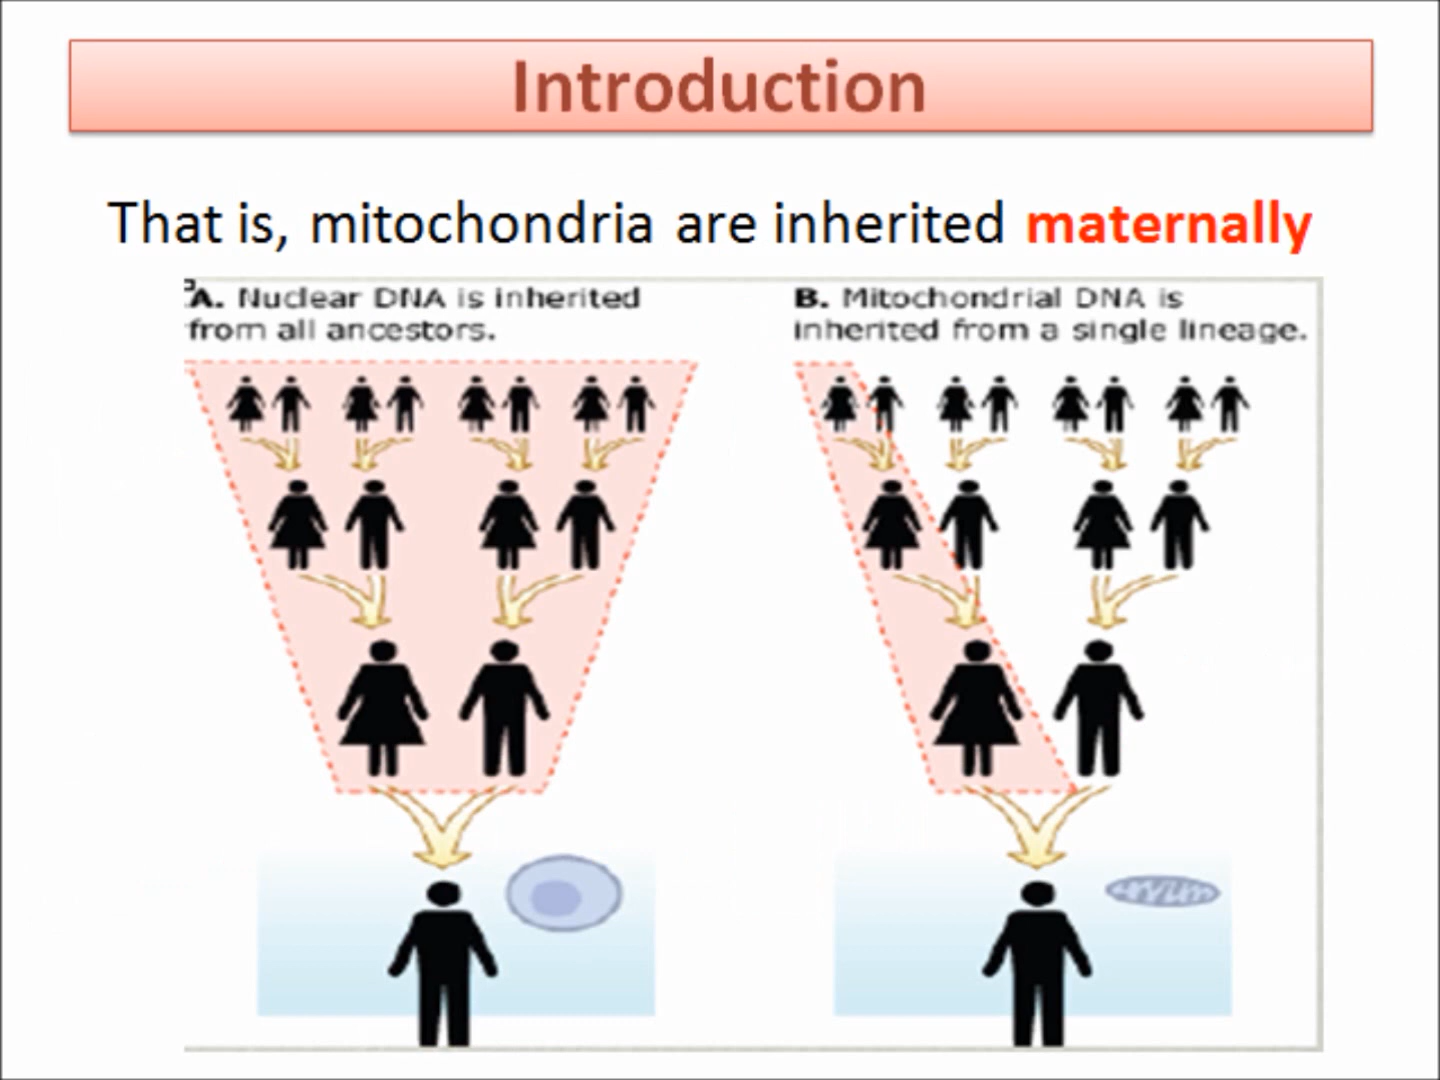 Introduction
That is, mitochondria are inherited maternally
A. Nuclear DNA is inherited
from all ancestors.
B. Mitochondrial DNA is
inherited from a single lineage.